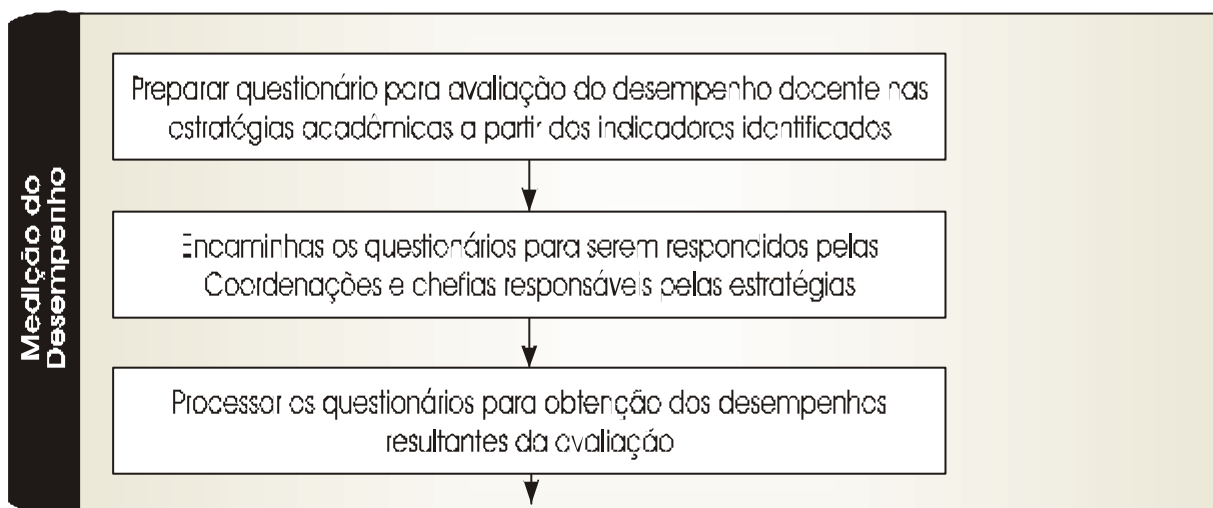 Medição do
Desempenho
Preparar questionário para avaliação do desempenho docente nas
estratégias acadêmicas a partir dos indicadores identificados
Encaminhas os questionários para serem respondidos pelas
Coordenações e chefias responsáveis pelas estratégias
Processar os questionários para obtenção dos desempenhos
resultantes da avaliação